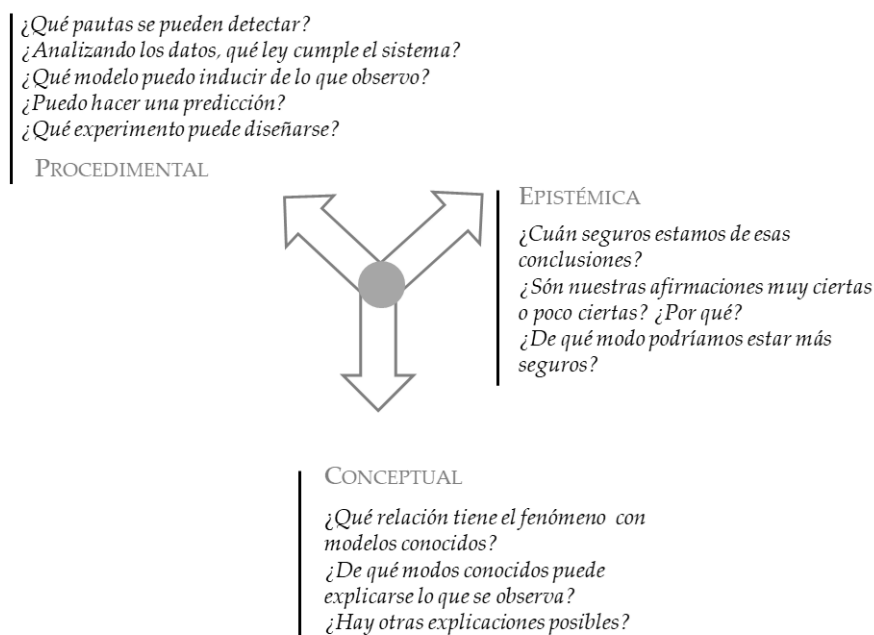 ¿Qué pautas se pueden detectar?
¿Analizando los datos, qué ley cumple el sistema?
¿Qué modelo puedo inducir de lo que observo?
¿Puedo hacer una predicción?
¿Qué experimento puede diseñarse?
PROCEDIMENTAL
EPISTÉMICA
¿Cuán seguros estamos de esas
conclusiones?
¿Són nuestras afirmaciones muy ciertas
o poco ciertas? ¿Por qué?
¿De qué modo podríamos estar más
seguros?
CONCEPTUAL
¿Qué relación tiene el fenómeno con
modelos conocidos?
¿De qué modos conocidos puede
explicarse lo que se observa?
¿Hay otras explicaciones posibles?